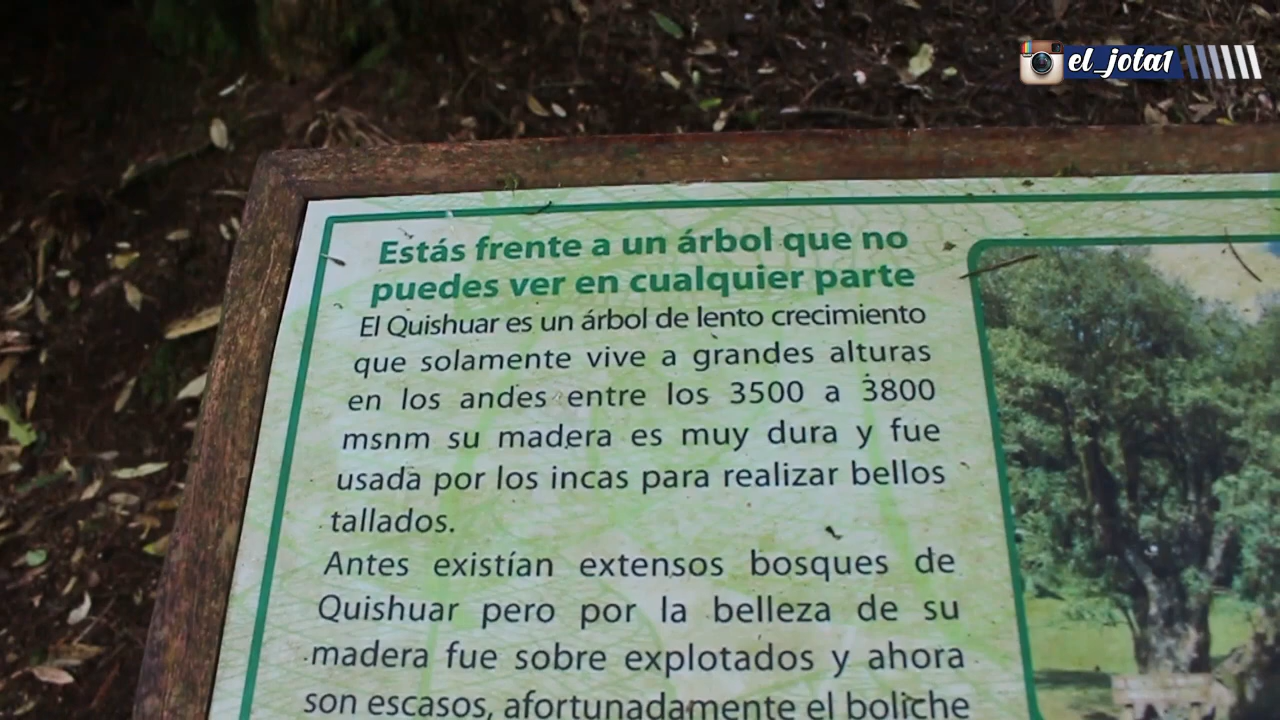 el_jota1
Estás frente a un árbol que no
puedes ver en cualquier parte
El Quishuar es un árbol de lento crecimiento
que solamente vive a grandes alturas
en los andes entre los 3500 a 3800
msnm su madera es muy dura y fue
usada por los incas para realizar bellos
tallados.
Antes existían extensos bosques de
Quishuar pero por la belleza de su
madera fue sobre explotados y ahora
son escasos, afortunadamente el boliche